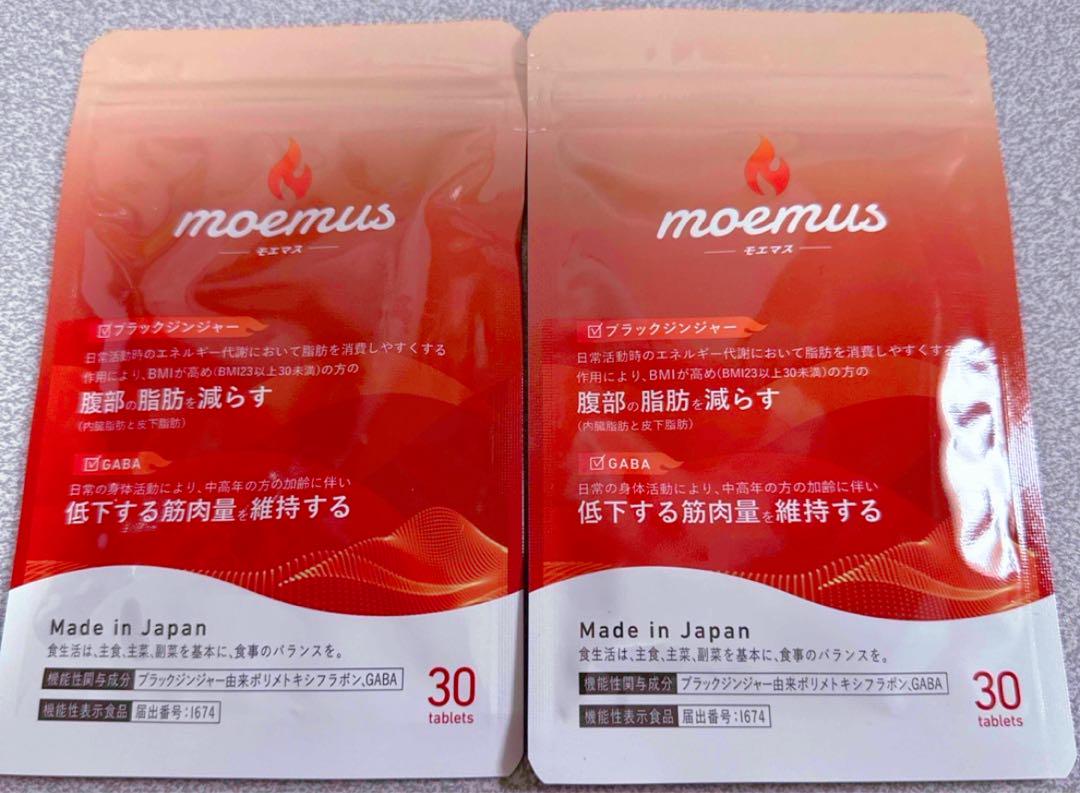 moemus
モエマス
ブラックジンジャー
日常活動時のエネルギー代謝において脂肪を消費しやすくする
作用により、BMIが高め(BMI23以上30未満)の方の
腹部の脂肪を減らす
(内臓脂肪と皮下脂肪)
GABA
日常の身体活動により、中高年の方の加齢に伴い
低下する筋肉量を維持する
Made in Japan
食生活は、主食、主菜、副菜を基本に、食事のバランスを。
機能性関与成分 ブラックジンジャー由来ポリメトキシフラボン、GABA
機能性表示食品 届出番号:I674
30
tablets
moemus
モエマス
ブラックジンジャー
日常活動時のエネルギー代謝において脂肪を消費しやすくする
作用により、BMIが高め(BMI23以上30未満)の方の
腹部の脂肪を減らす
(内臓脂肪と皮下脂肪)
GABA
日常の身体活動により、中高年の方の加齢に伴い
低下する筋肉量を維持する
Made in Japan
食生活は、主食、主菜、副菜を基本に、食事のバランスを。
機能性関与成分 ブラックジンジャー由来ポリメトキシフラボン、GABA
機能性表示食品 届出番号:I674
30
tablets